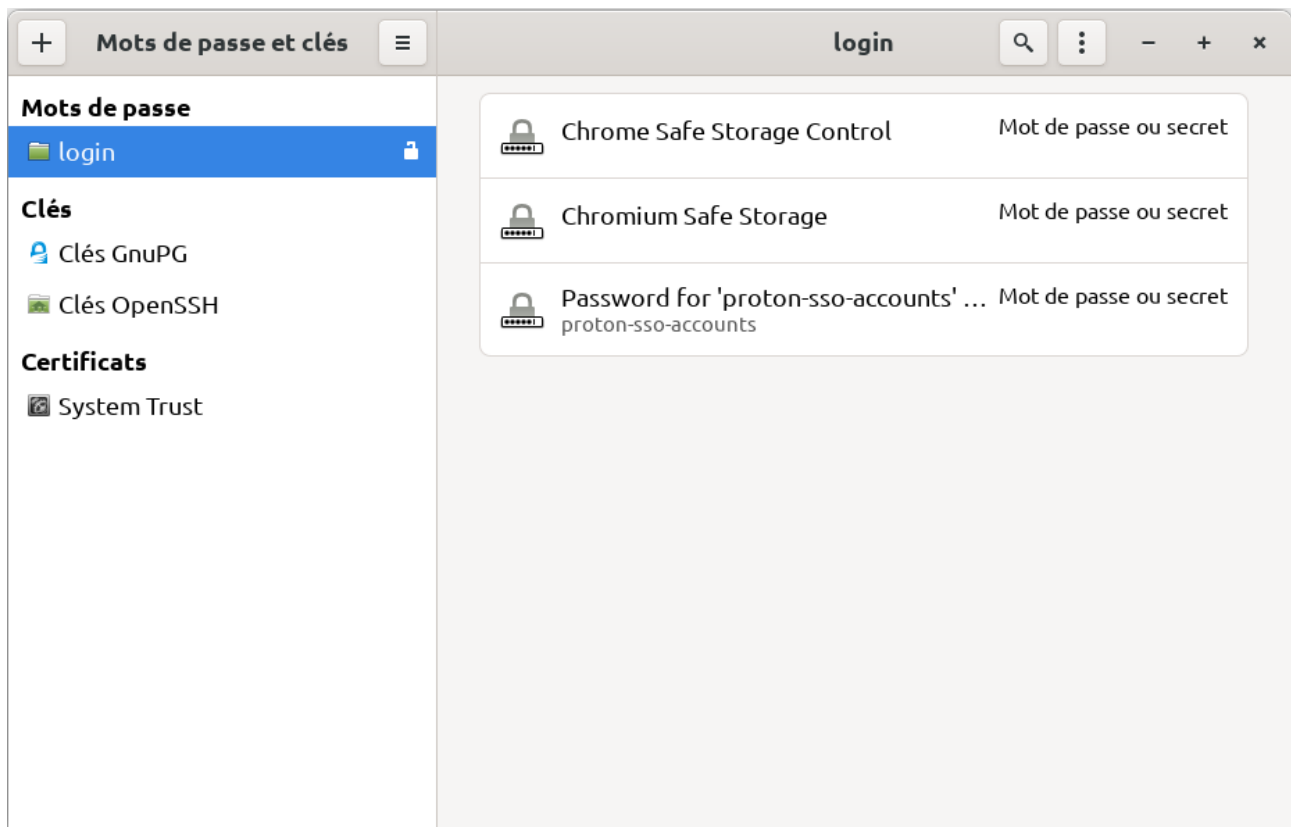 Mots de passe et clés
login
Mots de passe
login
Clés
Clés GnuPG
Clés OpenSSH
Certificats
System Trust
Chrome Safe Storage Control Mot de passe ou secret
Chromium Safe Storage Mot de passe ou secret
Password for 'proton-sso-accounts' … Mot de passe ou secret
proton-sso-accounts